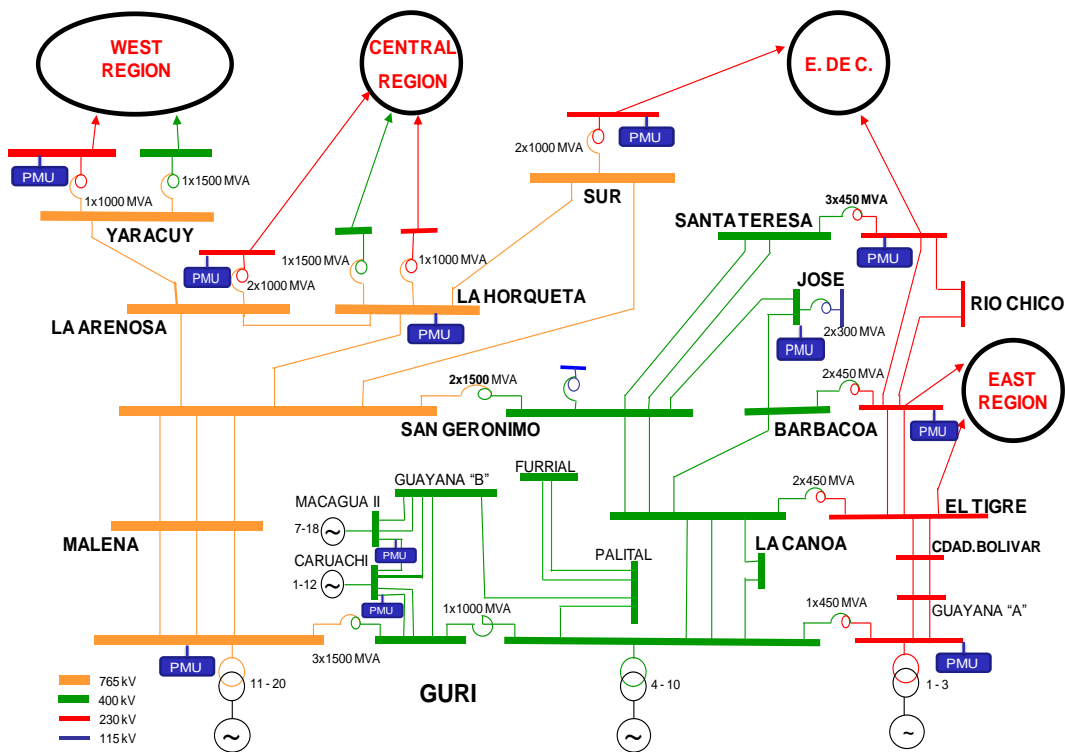 WEST
REGION
CENTRAL
REGION
E. DE C.
PMU
1x1500 MVA
1x1000 MVA
YARACUY
2x1000 MVA
PMU
SUR
PMU
2x1000 MVA
1x1500 MVA
1x1000 MVA
LA HORQUETA
PMU
LA ARENOSA
SANTA TERESA
3x450 MVA
PMU
JOSE
2x300 MVA
PMU
RIO CHICO
2x1500 MVA
SAN GERONIMO
2x450 MVA
BARBACOA
PMU
EAST
REGION
GUAYANA "B"
FURRIAL
2x450 MVA
EL TIGRE
MACAGUA II
7-18
~
PMU
MALENA
LA CANOA
CDAD.BOLIVAR
CARUACHI
1-12
~
PMU
PALITAL
GUAYANA "A"
1x1000 MVA
1x450 MVA
3x1500 MVA
PMU
PMU
11 - 20
~
GURI
4 - 10
~
1 - 3
~
765 kV
400 kV
230 kV
115 kV